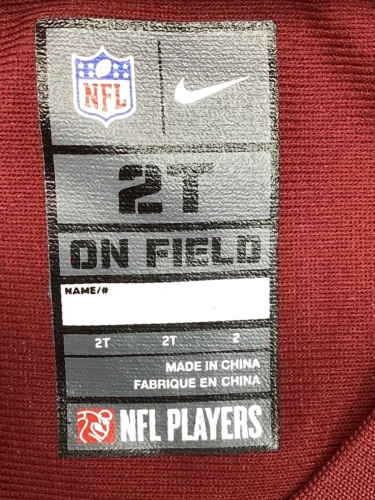 NFL
2T
ON FIELD
NAME/#
2T 2T 2
MADE IN CHINA
FABRIQUE EN CHINA
NFL PLAYERS